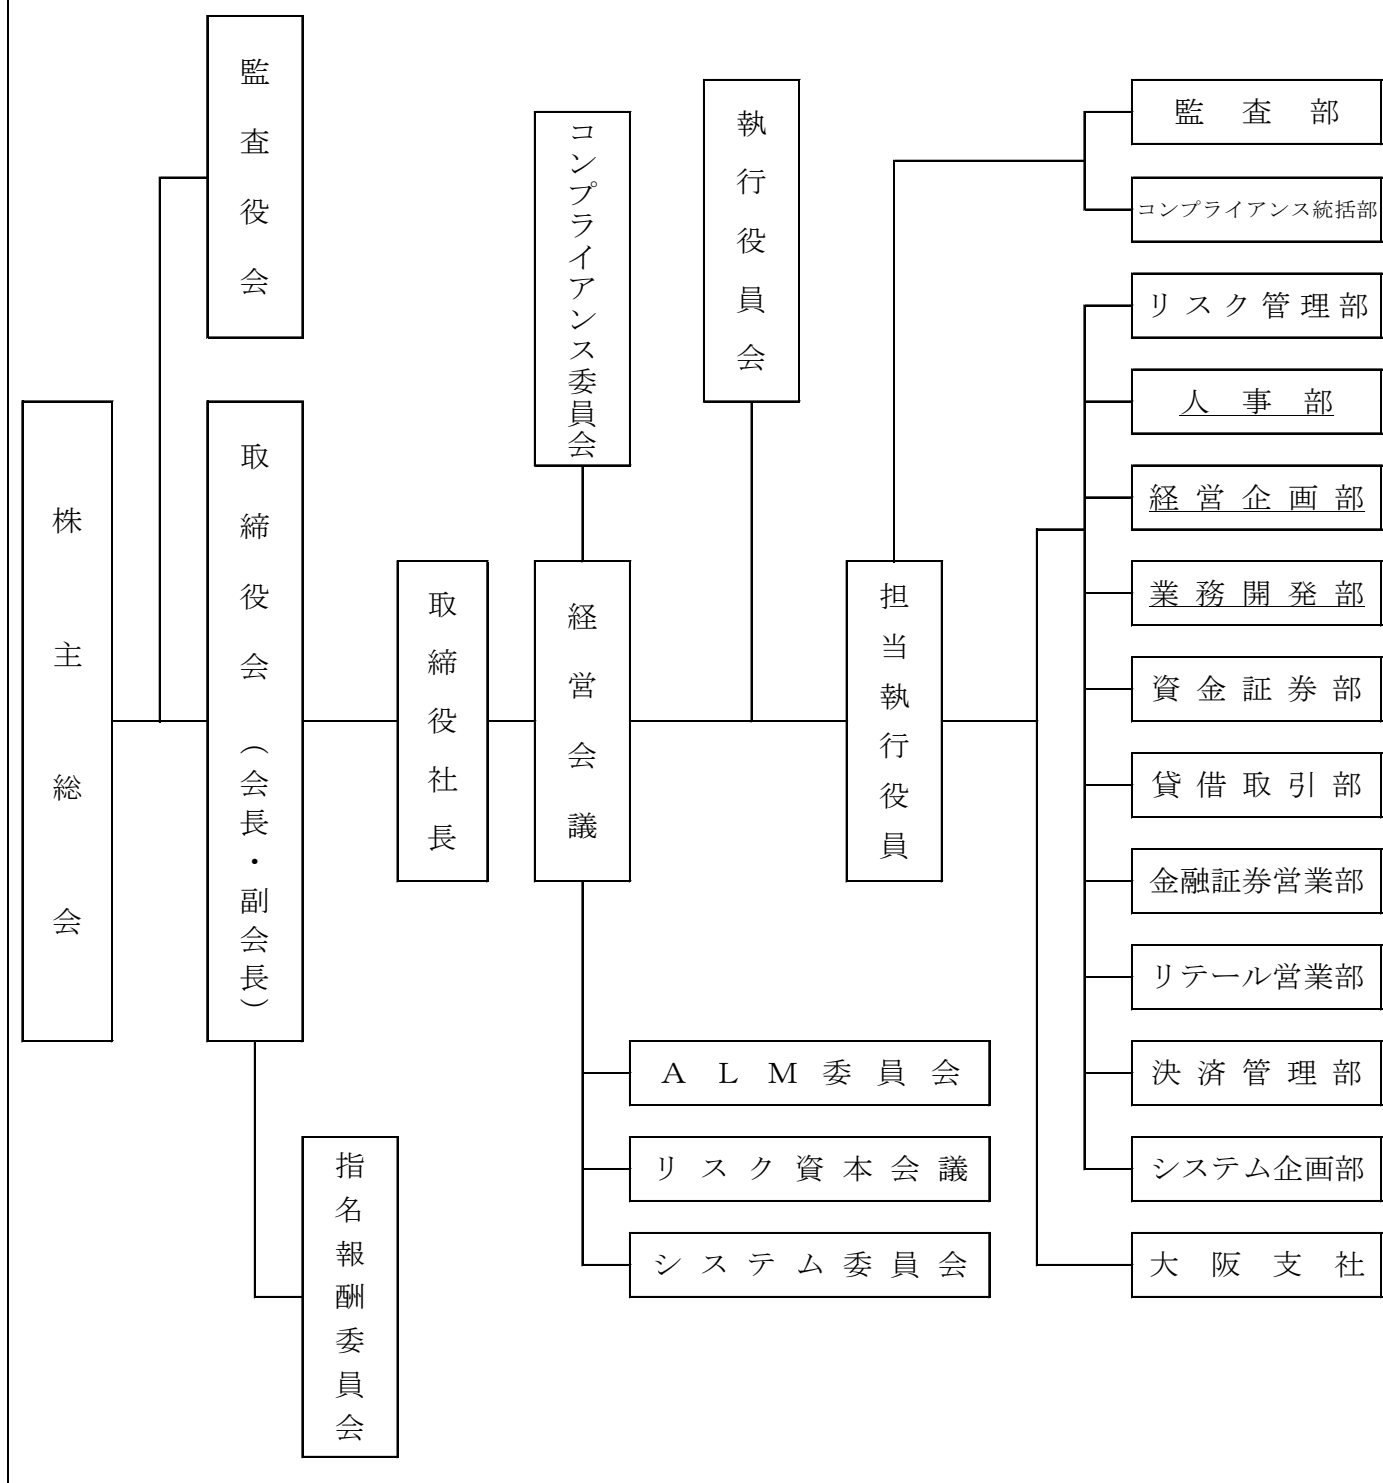 株主総会
監査役会
取締役会（会長・副会長）
指名報酬委員会
取締役社長
コンプライアンス委員会
経営会議
ALM委員会
リスク資本会議
システム委員会
執行役員会
担当執行役員
監査部
コンプライアンス統括部
リスク管理部
人事部
経営企画部
業務開発部
資金証券部
貸借取引部
金融証券営業部
リテール営業部
決済管理部
システム企画部
大阪支社